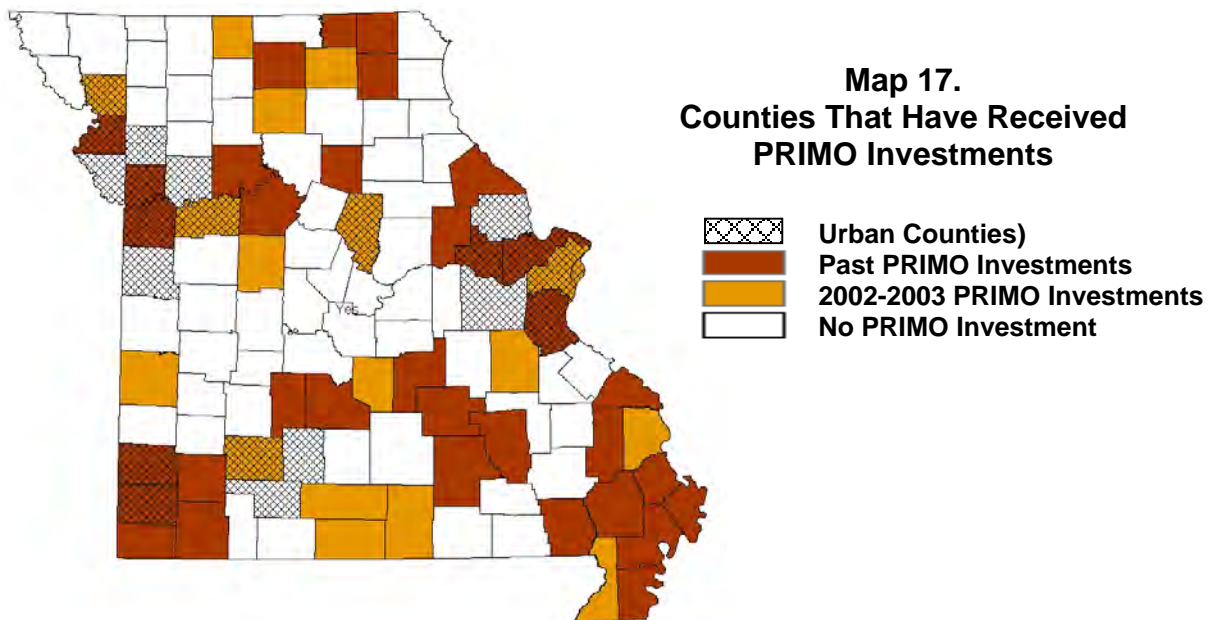 Map 17.
Counties That Have Received
PRIMO Investments
Urban Counties)
Past PRIMO Investments
2002-2003 PRIMO Investments
No PRIMO Investment
Yes